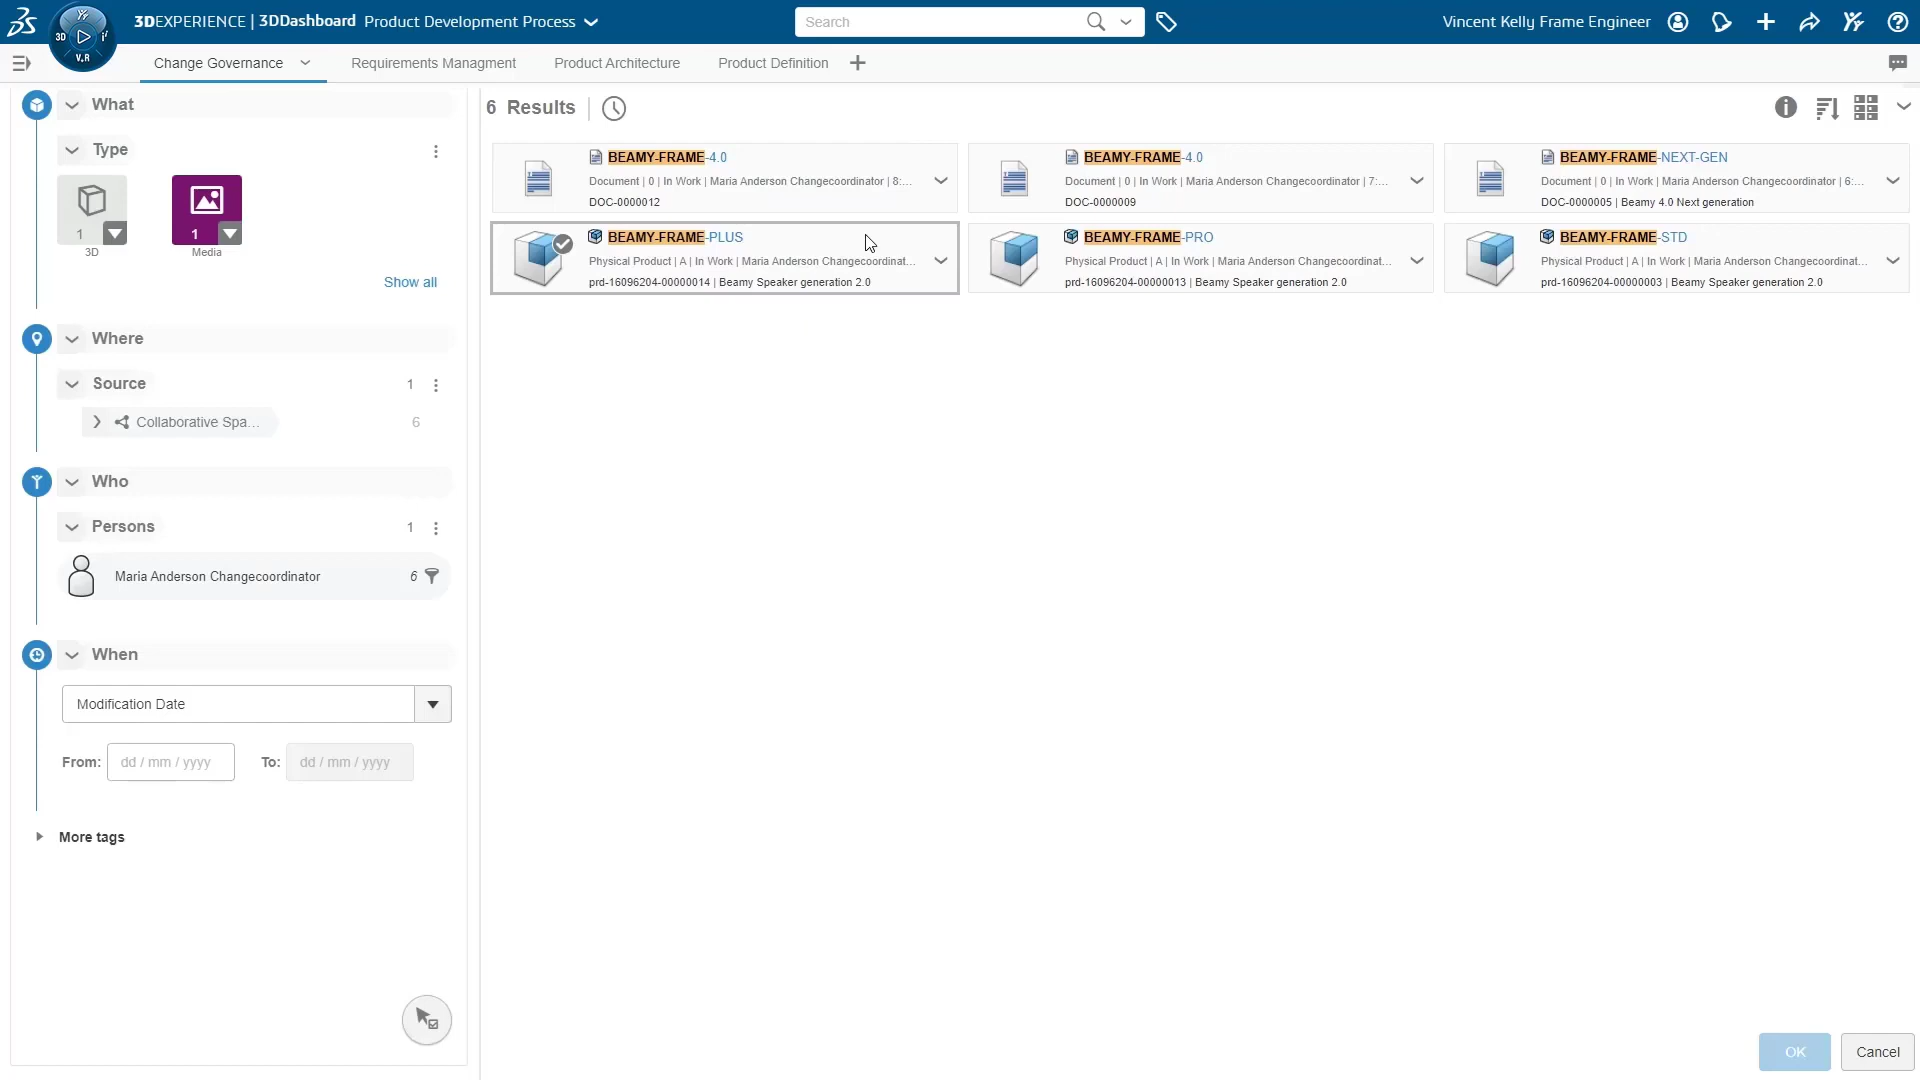 3DEXPERIENCE | 3DDashboard Product Development Process
Search
Vincent Kelly Frame Engineer
3D
V.R
Change Governance
Requirements Managment
Product Architecture
Product Definition
What
Type
1
1
3D
Media
Show all
Where
Source 1
Collaborative Spa... 6
Who
Persons 1
Maria Anderson Changecoordinator 6
When
Modification Date
From: dd / mm / yyyy To: dd / mm / yyyy
More tags
6 Results
BEAMY-FRAME-4.0
Document | 0 | In Work | Maria Anderson Changecoordinator | 8:...
DOC-0000012
BEAMY-FRAME-4.0
Document | 0 | In Work | Maria Anderson Changecoordinator | 7:...
DOC-0000009
BEAMY-FRAME-NEXT-GEN
Document | 0 | In Work | Maria Anderson Changecoordinator | 6:...
DOC-0000005 | Beamy 4.0 Next generation
BEAMY-FRAME-PLUS
Physical Product | A | In Work | Maria Anderson Changecoordinat...
prd-16096204-00000014 | Beamy Speaker generation 2.0
BEAMY-FRAME-PRO
Physical Product | A | In Work | Maria Anderson Changecoordinat...
prd-16096204-00000013 | Beamy Speaker generation 2.0
BEAMY-FRAME-STD
Physical Product | A | In Work | Maria Anderson Changecoordinat...
prd-16096204-00000003 | Beamy Speaker generation 2.0
OK
Cancel